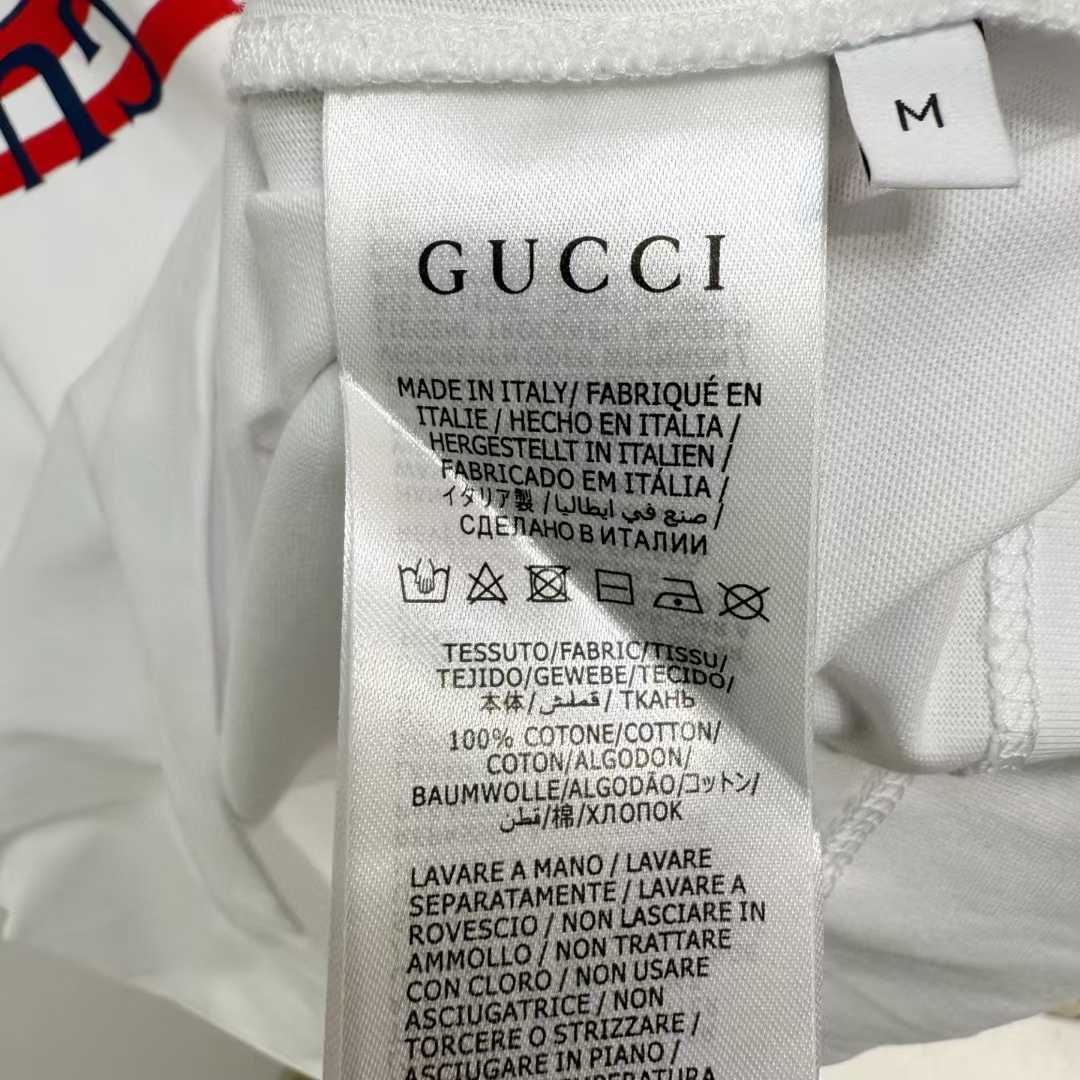 M
GUCCI
MADE IN ITALY/ FABRIQUÉ EN
ITALIE / HECHO EN ITALIA /
HERGESTELLT IN ITALIEN /
FABRICADO EM ITÁLIA /
イタリア製 / صنع في ايطاليا /
СДЕЛАНО В ИТАЛИИ
TESSUTO/FABRIC/TISSU/
TEJIDO/GEWEBE/TECIDO/
本体/قملش/ ТКАНЬ
100% COTONE/COTTON/
COTON/ALGODON/
BAUMWOLLE/ALGODÃO/コットン/
قطن/棉/ХЛОПОК
LAVARE A MANO / LAVARE
SEPARATAMENTE / LAVARE A
ROVESCIO / NON LASCIARE IN
AMMOLLO / NON TRATTARE
CON CLORO / NON USARE
ASCIUGATRICE / NON
TORCERE O STRIZZARE /
ASCIUGARE IN PIANO /
TEMPERATURA